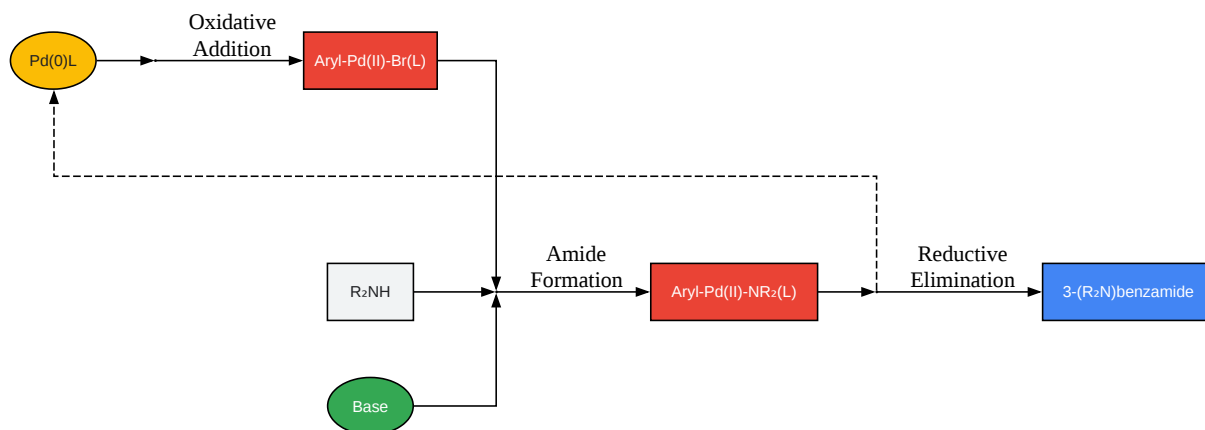 Oxidative
Addition
Pd(0)L
Aryl-Pd(II)-Br(L)
Amide
Formation
Reductive
Elimination
R₂NH
Aryl-Pd(II)-NR₂(L)
3-(R₂N)benzamide
Base